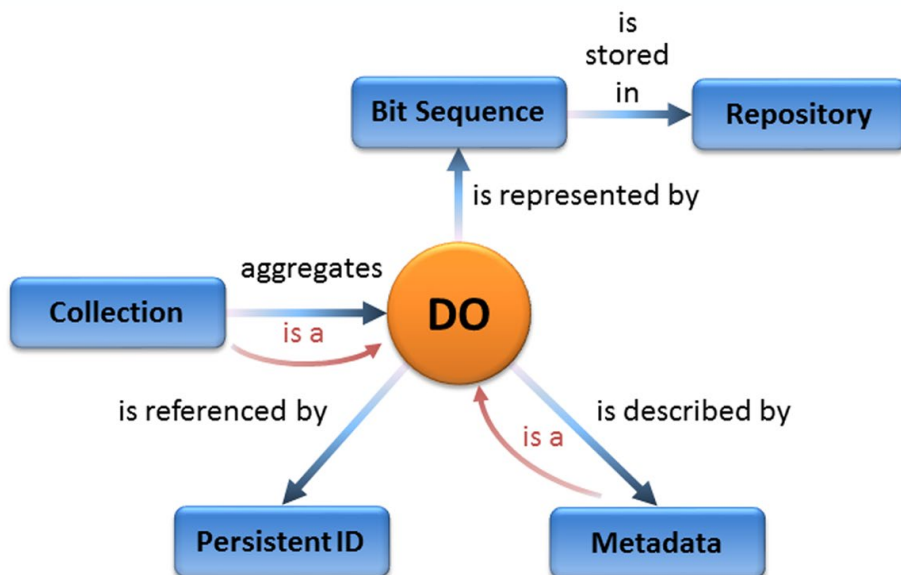 is
stored
in
Bit Sequence
Repository
is represented by
aggregates
Collection
DO
is a
is referenced by
is described by
is a
Persistent ID
Metadata